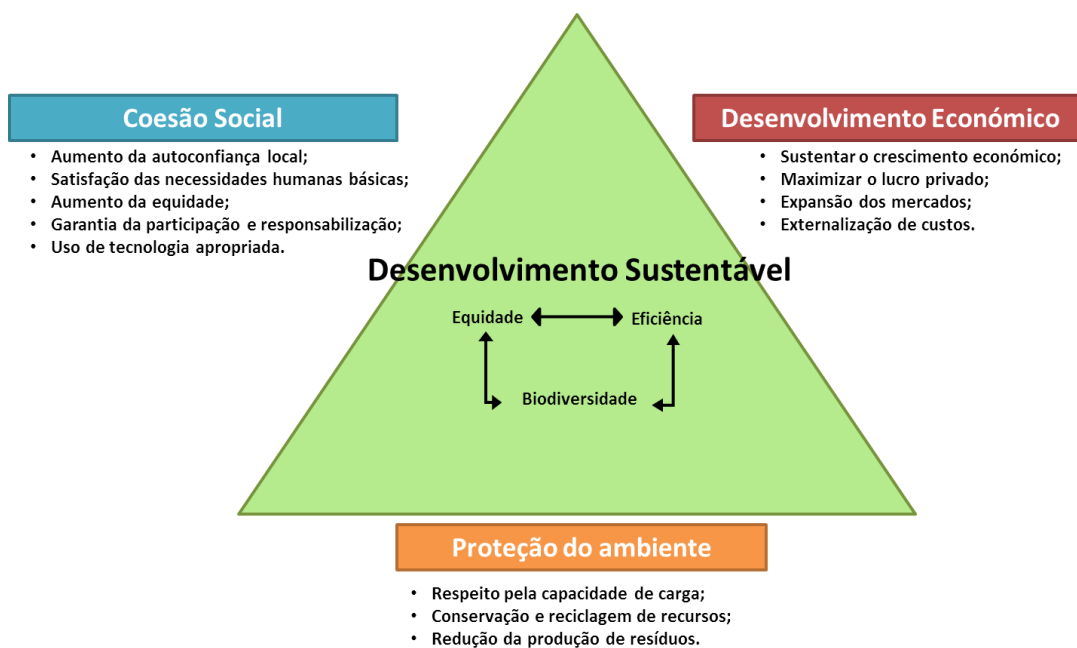 Coesão Social
• Aumento da autoconfiança local;
• Satisfação das necessidades humanas básicas;
• Aumento da equidade;
• Garantia da participação e responsabilização;
• Uso de tecnologia apropriada.
Desenvolvimento Económico
• Sustentar o crescimento económico;
• Maximizar o lucro privado;
• Expansão dos mercados;
• Externalização de custos.
Desenvolvimento Sustentável
Equidade
Eficiência
Biodiversidade
Proteção do ambiente
• Respeito pela capacidade de carga;
• Conservação e reciclagem de recursos;
• Redução da produção de resíduos.